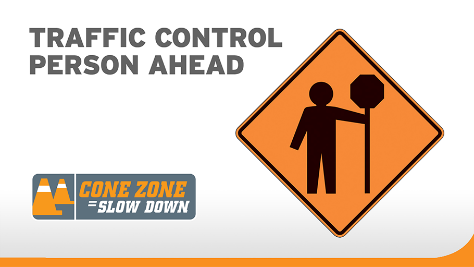 TRAFFIC CONTROL
PERSON AHEAD
CONE ZONE
= SLOW DOWN